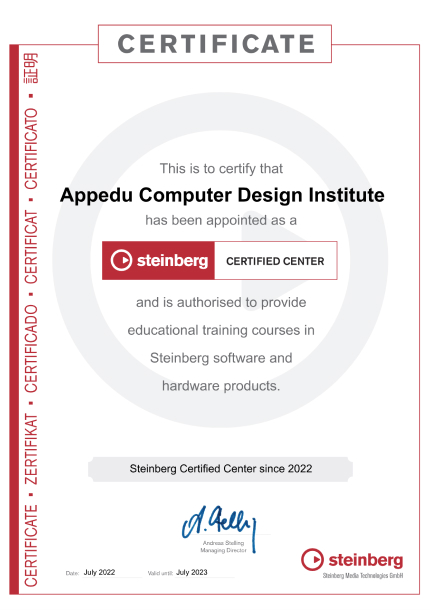 CERTIFICATE
CERTIFICATE ▪ ZERTIFIKAT ▪ CERTIFICADO ▪ CERTIFICAT ▪ CERTIFICATO ▪ 証明
This is to certify that
Appedu Computer Design Institute
has been appointed as a
steinberg CERTIFIED CENTER
and is authorised to provide
educational training courses in
Steinberg software and
hardware products.
Steinberg Certified Center since 2022
Andreas Stelling
Managing Director
Date: July 2022 Valid until: July 2023
steinberg
Steinberg Media Technologies GmbH